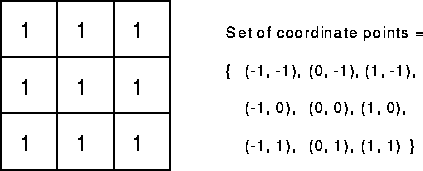 1 1 1
1 1 1
1 1 1
Set of coordinate points =
{ (-1, -1), (0, -1), (1, -1),
(-1, 0), (0, 0), (1, 0),
(-1, 1), (0, 1), (1, 1) }